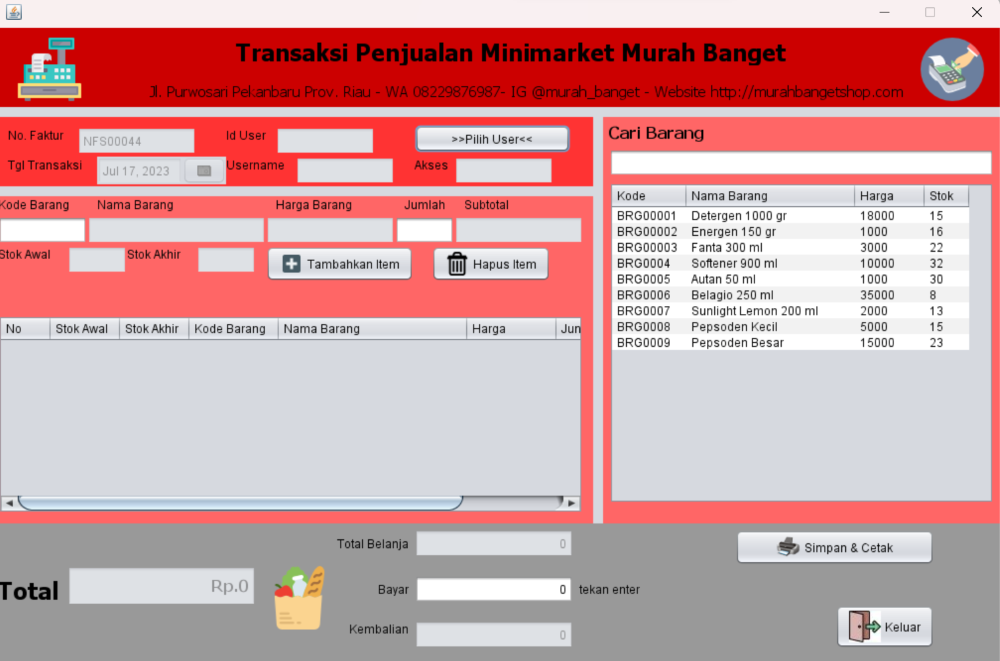 Transaksi Penjualan Minimarket Murah Banget
Jl. Purwosari Pekanbaru Prov. Riau - WA 08229876987- IG @murah_banget - Website http://murahbangetshop.com
No. Faktur NFS00044 Id User >>Pilih User<<
Tgl Transaksi Jul 17, 2023 Username Akses
Kode Barang Nama Barang Harga Barang Jumlah Subtotal
Stok Awal Stok Akhir Tambahkan Item Hapus Item
No Stok Awal Stok Akhir Kode Barang Nama Barang Harga Jun
Cari Barang
Kode Nama Barang Harga Stok
BRG00001 Detergen 1000 gr 18000 15
BRG00002 Energen 150 gr 1000 16
BRG00003 Fanta 300 ml 3000 22
BRG0004 Softener 900 ml 10000 32
BRG0005 Autan 50 ml 1000 30
BRG0006 Belagio 250 ml 35000 8
BRG0007 Sunlight Lemon 200 ml 2000 13
BRG0008 Pepsoden Kecil 5000 15
BRG0009 Pepsoden Besar 15000 23
Total Rp.0
Total Belanja 0
Bayar 0 tekan enter
Kembalian 0
Simpan & Cetak
Keluar